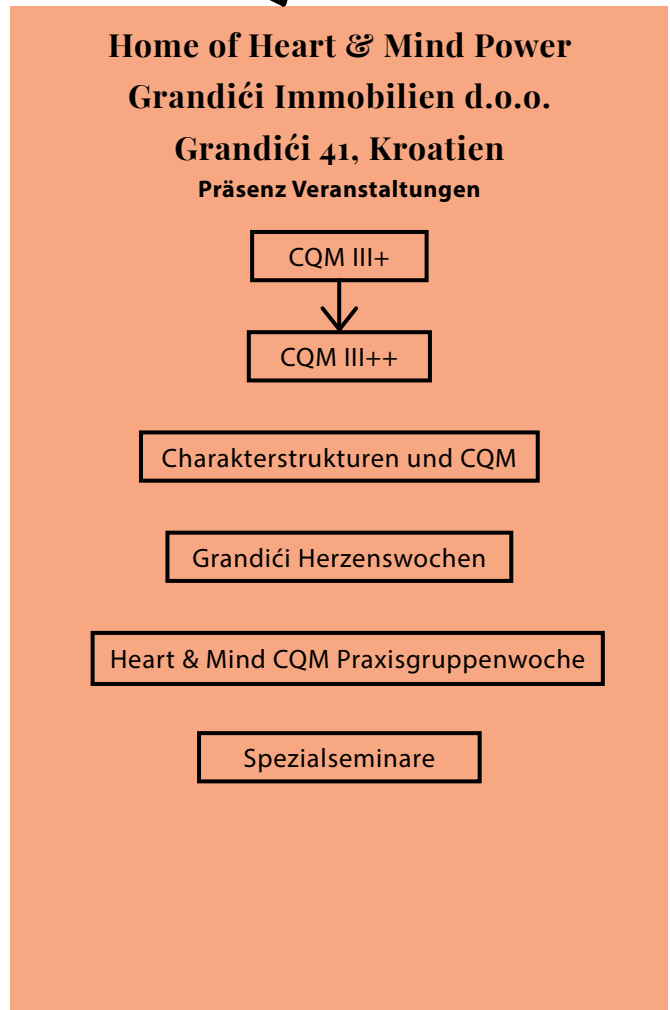 Home of Heart & Mind Power
Grandići Immobilien d.o.o.
Grandići 41, Kroatien
Präsenz Veranstaltungen
CQM III+
CQM III++
Charakterstrukturen und CQM
Grandići Herzenswochen
Heart & Mind CQM Praxisgruppenwoche
Spezialseminare